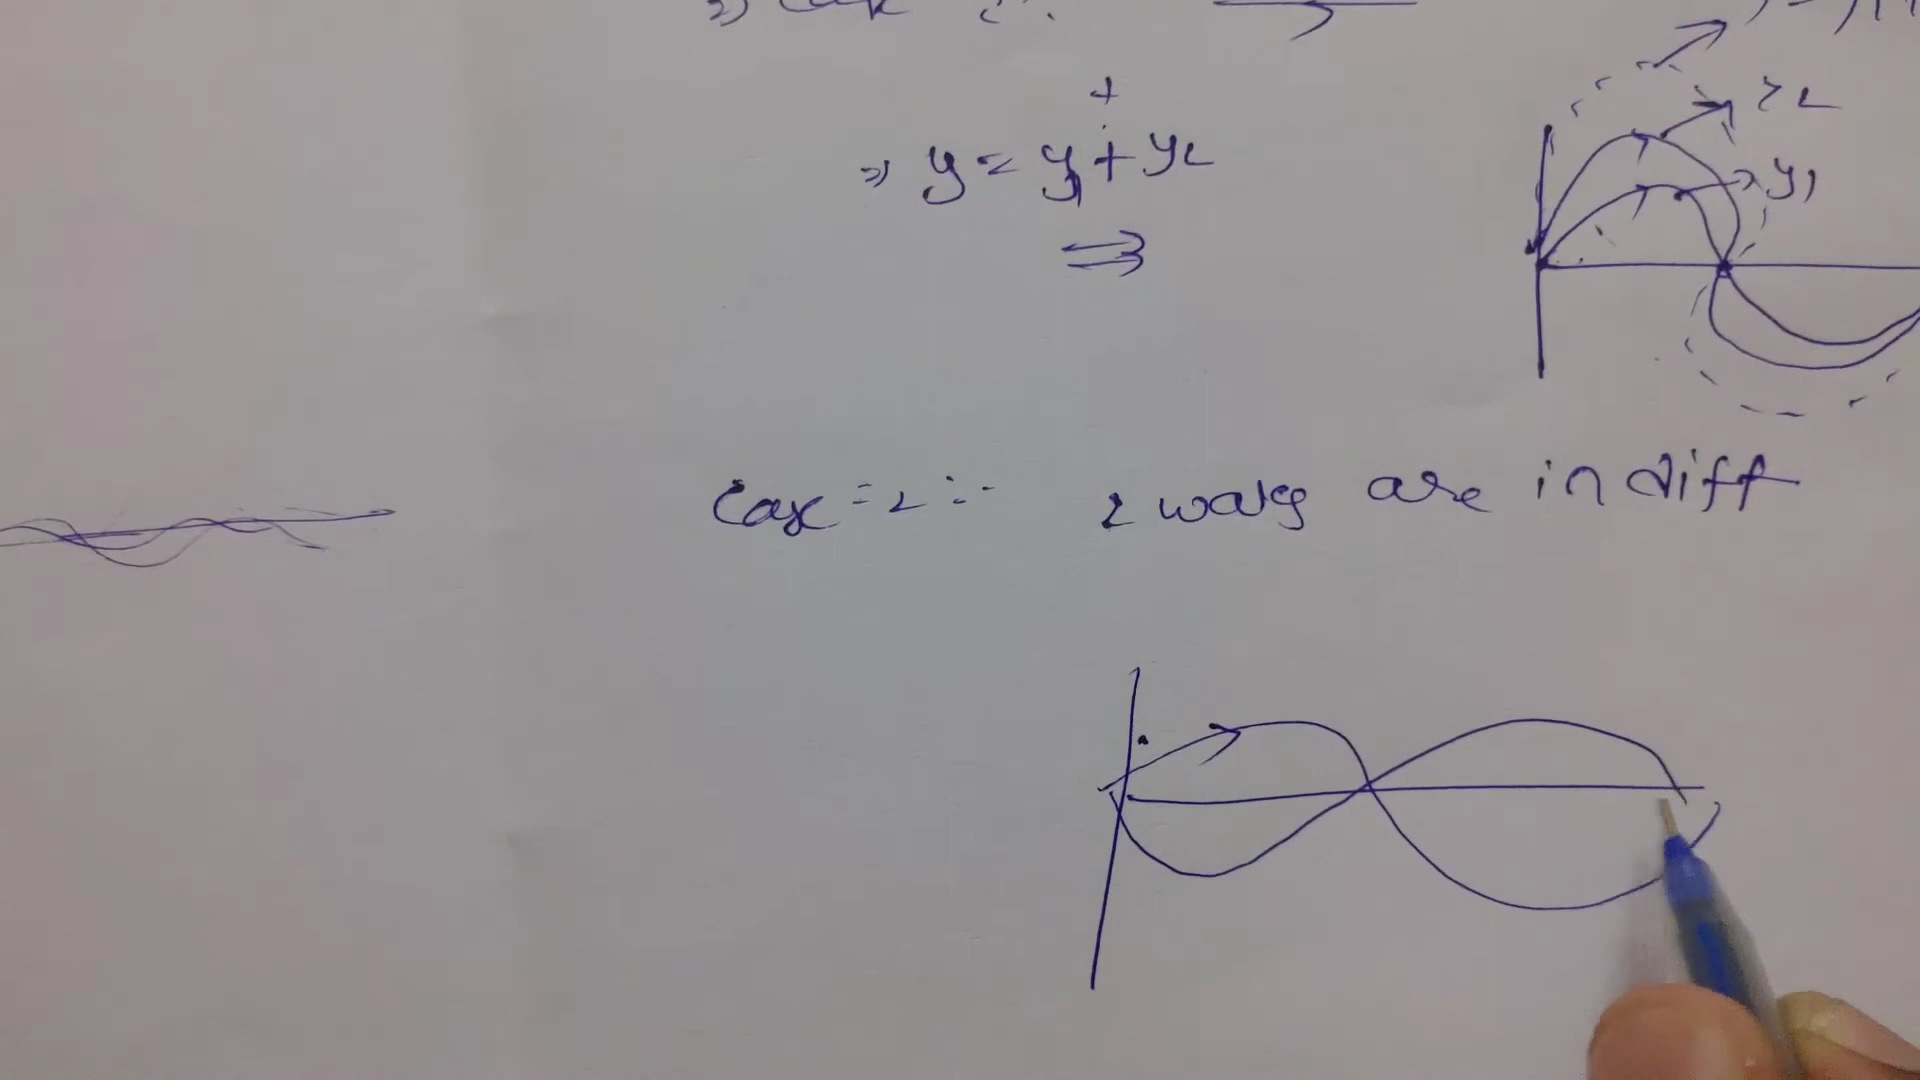 y2
⇒ y = y1 + y2
+
y1
⇒
Case = 2 :- 2 waves are in diff